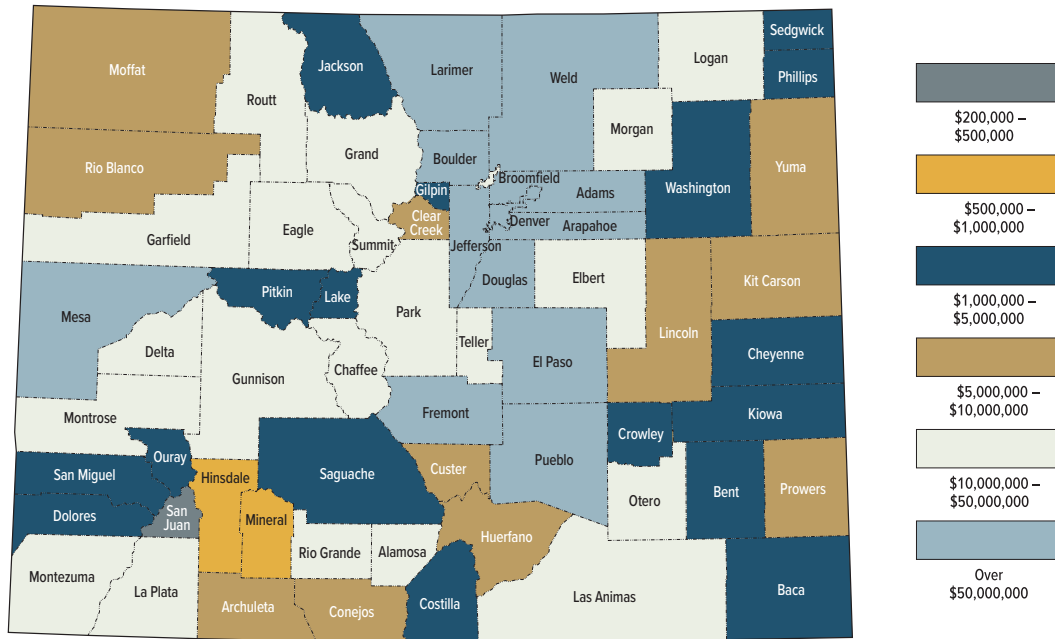 Sedgwick
Moffat
Jackson
Larimer
Weld
Logan
Phillips
Routt
Morgan
$200,000 –
$500,000
Grand
Boulder
Rio Blanco
Yuma
Broomfield
Gilpin
Washington
Adams
Clear
Creek
Denver
Arapahoe
$500,000 –
$1,000,000
Eagle
Garfield
Summit
Jefferson
Douglas
Elbert
Kit Carson
Pitkin
Lake
$1,000,000 –
$5,000,000
Mesa
Park
Lincoln
Teller
Delta
Cheyenne
El Paso
Chaffee
Gunnison
$5,000,000 –
$10,000,000
Montrose
Fremont
Kiowa
Crowley
Ouray
Pueblo
San Miguel
Hinsdale
Saguache
Custer
Bent
Prowers
$10,000,000 –
$50,000,000
Otero
San
Juan
Dolores
Mineral
Huerfano
Rio Grande
Alamosa
Montezuma
Over
$50,000,000
La Plata
Baca
Las Animas
Archuleta
Conejos
Costilla